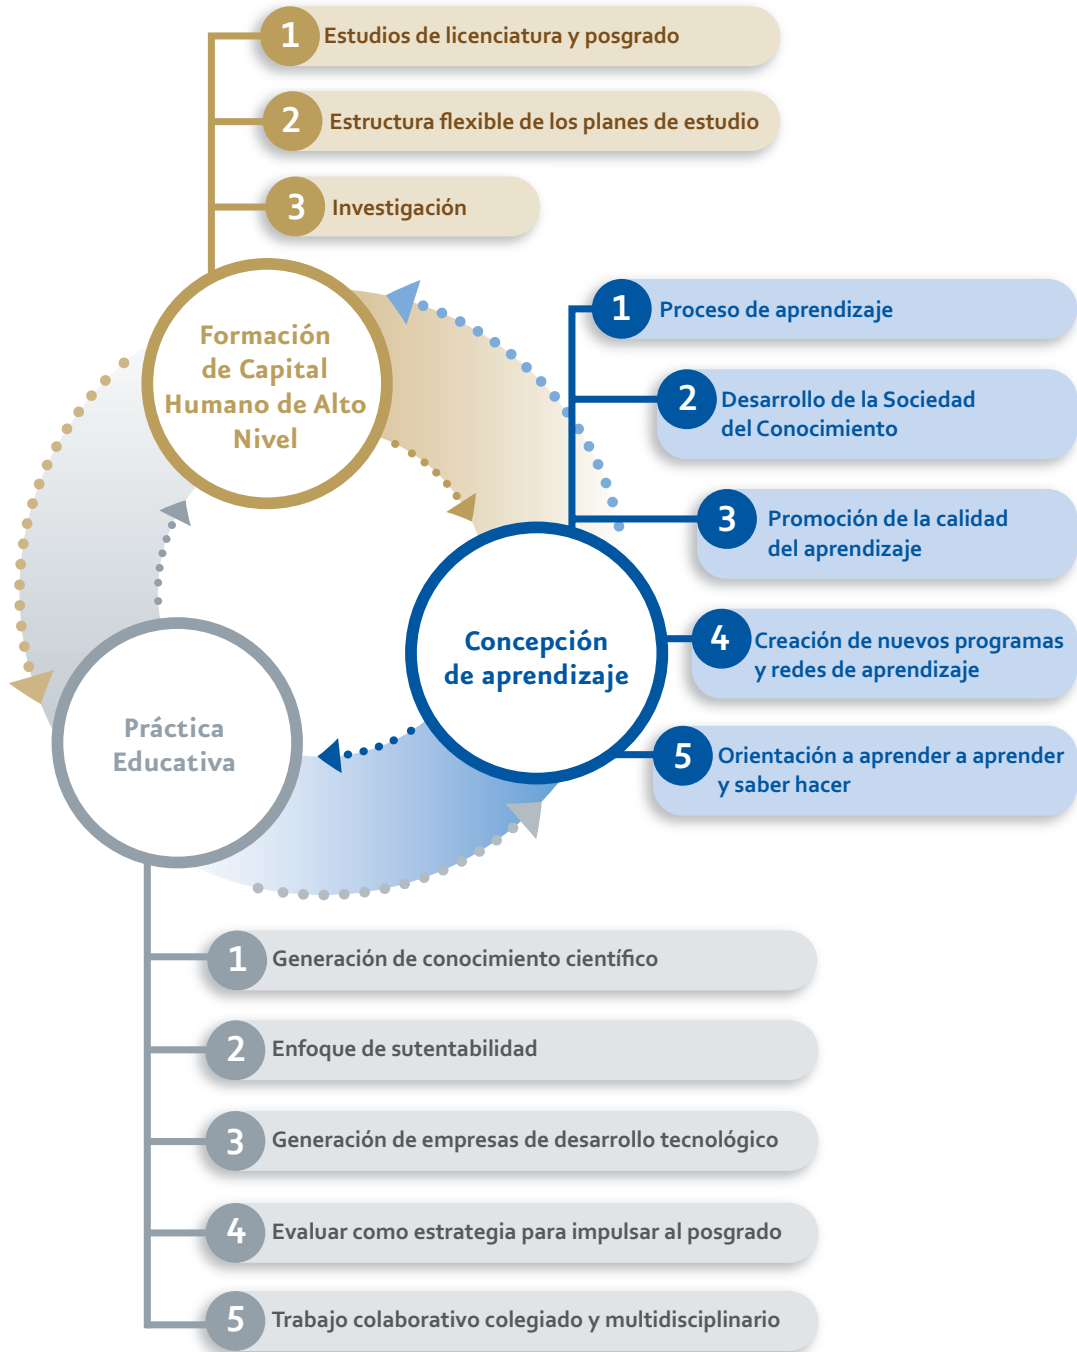 1 Estudios de licenciatura y posgrado
2 Estructura flexible de los planes de estudio
3 Investigación
Formación
de Capital
Humano de Alto
Nivel
1 Proceso de aprendizaje
2 Desarrollo de la Sociedad
del Conocimiento
3 Promoción de la calidad
del aprendizaje
4 Creación de nuevos programas
y redes de aprendizaje
5 Orientación a aprender a aprender
y saber hacer
Concepción
de aprendizaje
Práctica
Educativa
1 Generación de conocimiento científico
2 Enfoque de sutentabilidad
3 Generación de empresas de desarrollo tecnológico
4 Evaluar como estrategia para impulsar al posgrado
5 Trabajo colaborativo colegiado y multidisciplinario